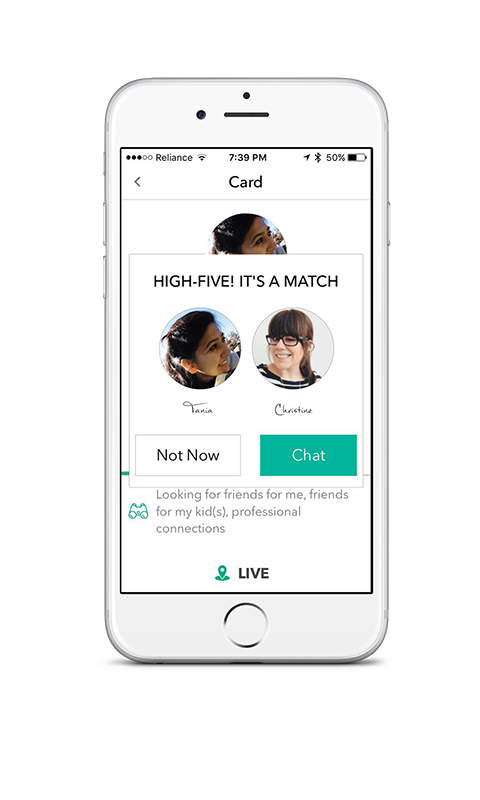 Reliance 7:39 PM 50%
Card
HIGH-FIVE! IT'S A MATCH
Tania Christine
Not Now Chat
Looking for friends for me, friends
for my kid(s), professional
connections
LIVE